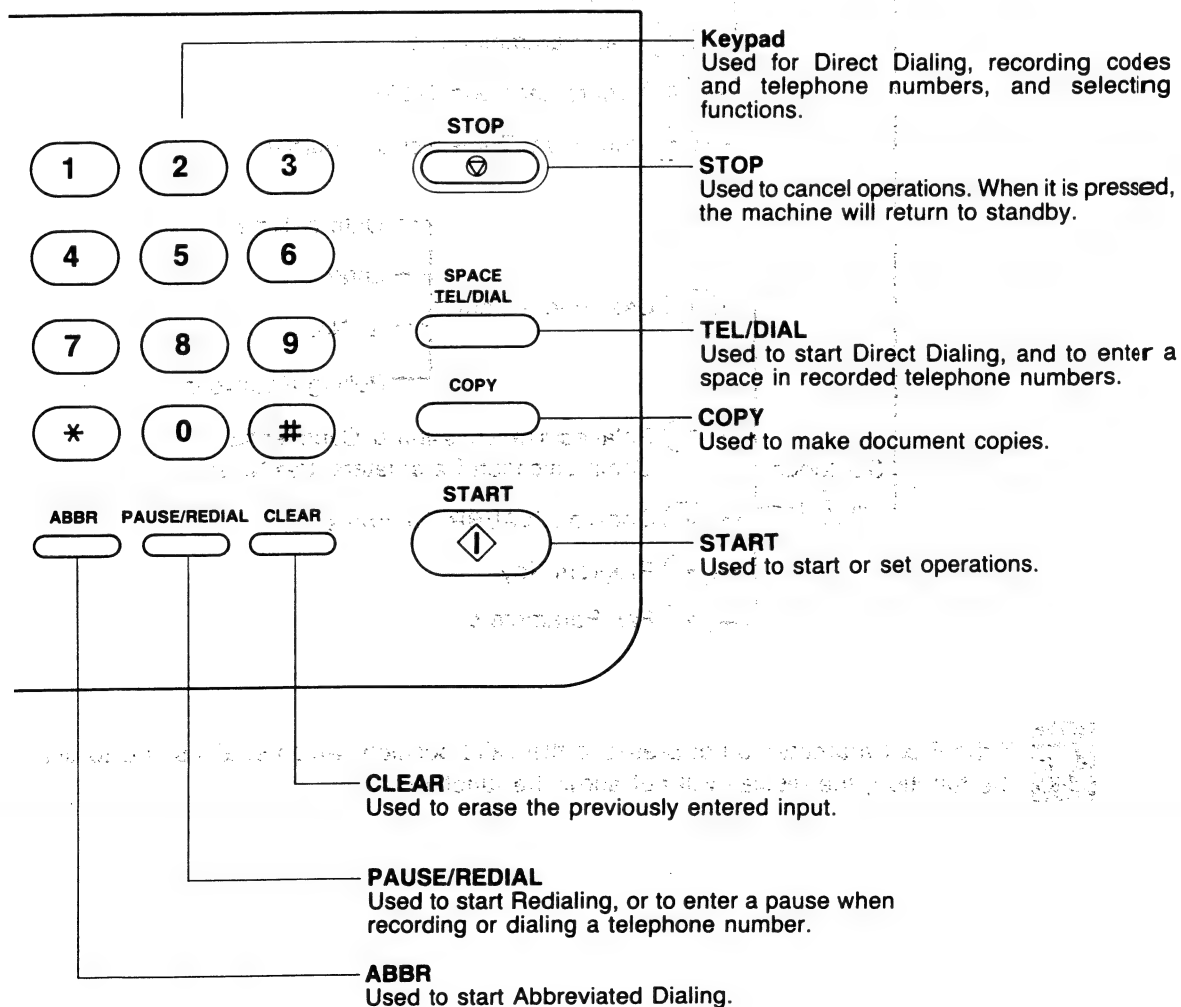 Keypad
Used for Direct Dialing, recording codes
and telephone numbers, and selecting
functions.
STOP
1 2 3
STOP
Used to cancel operations. When it is pressed,
the machine will return to standby.
4 5 6
SPACE
TEL/DIAL
7 8 9
TEL/DIAL
Used to start Direct Dialing, and to enter a
space in recorded telephone numbers.
COPY
* 0 #
COPY
Used to make document copies.
START
ABBR PAUSE/REDIAL CLEAR
START
Used to start or set operations.
CLEAR
Used to erase the previously entered input.
PAUSE/REDIAL
Used to start Redialing, or to enter a pause when
recording or dialing a telephone number.
ABBR
Used to start Abbreviated Dialing.